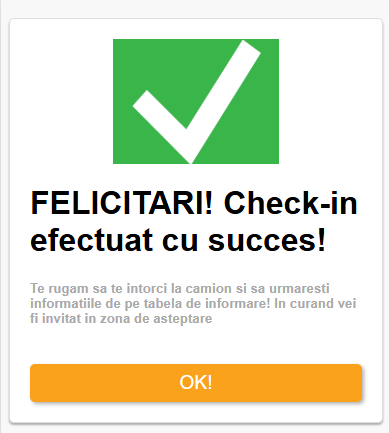 FELICITARI! Check-in
efectuat cu succes!
Te rugam sa te intorci la camion si sa urmaresti
informatiile de pe tabela de informare! In curand vei
fi invitat in zona de asteptare
OK!